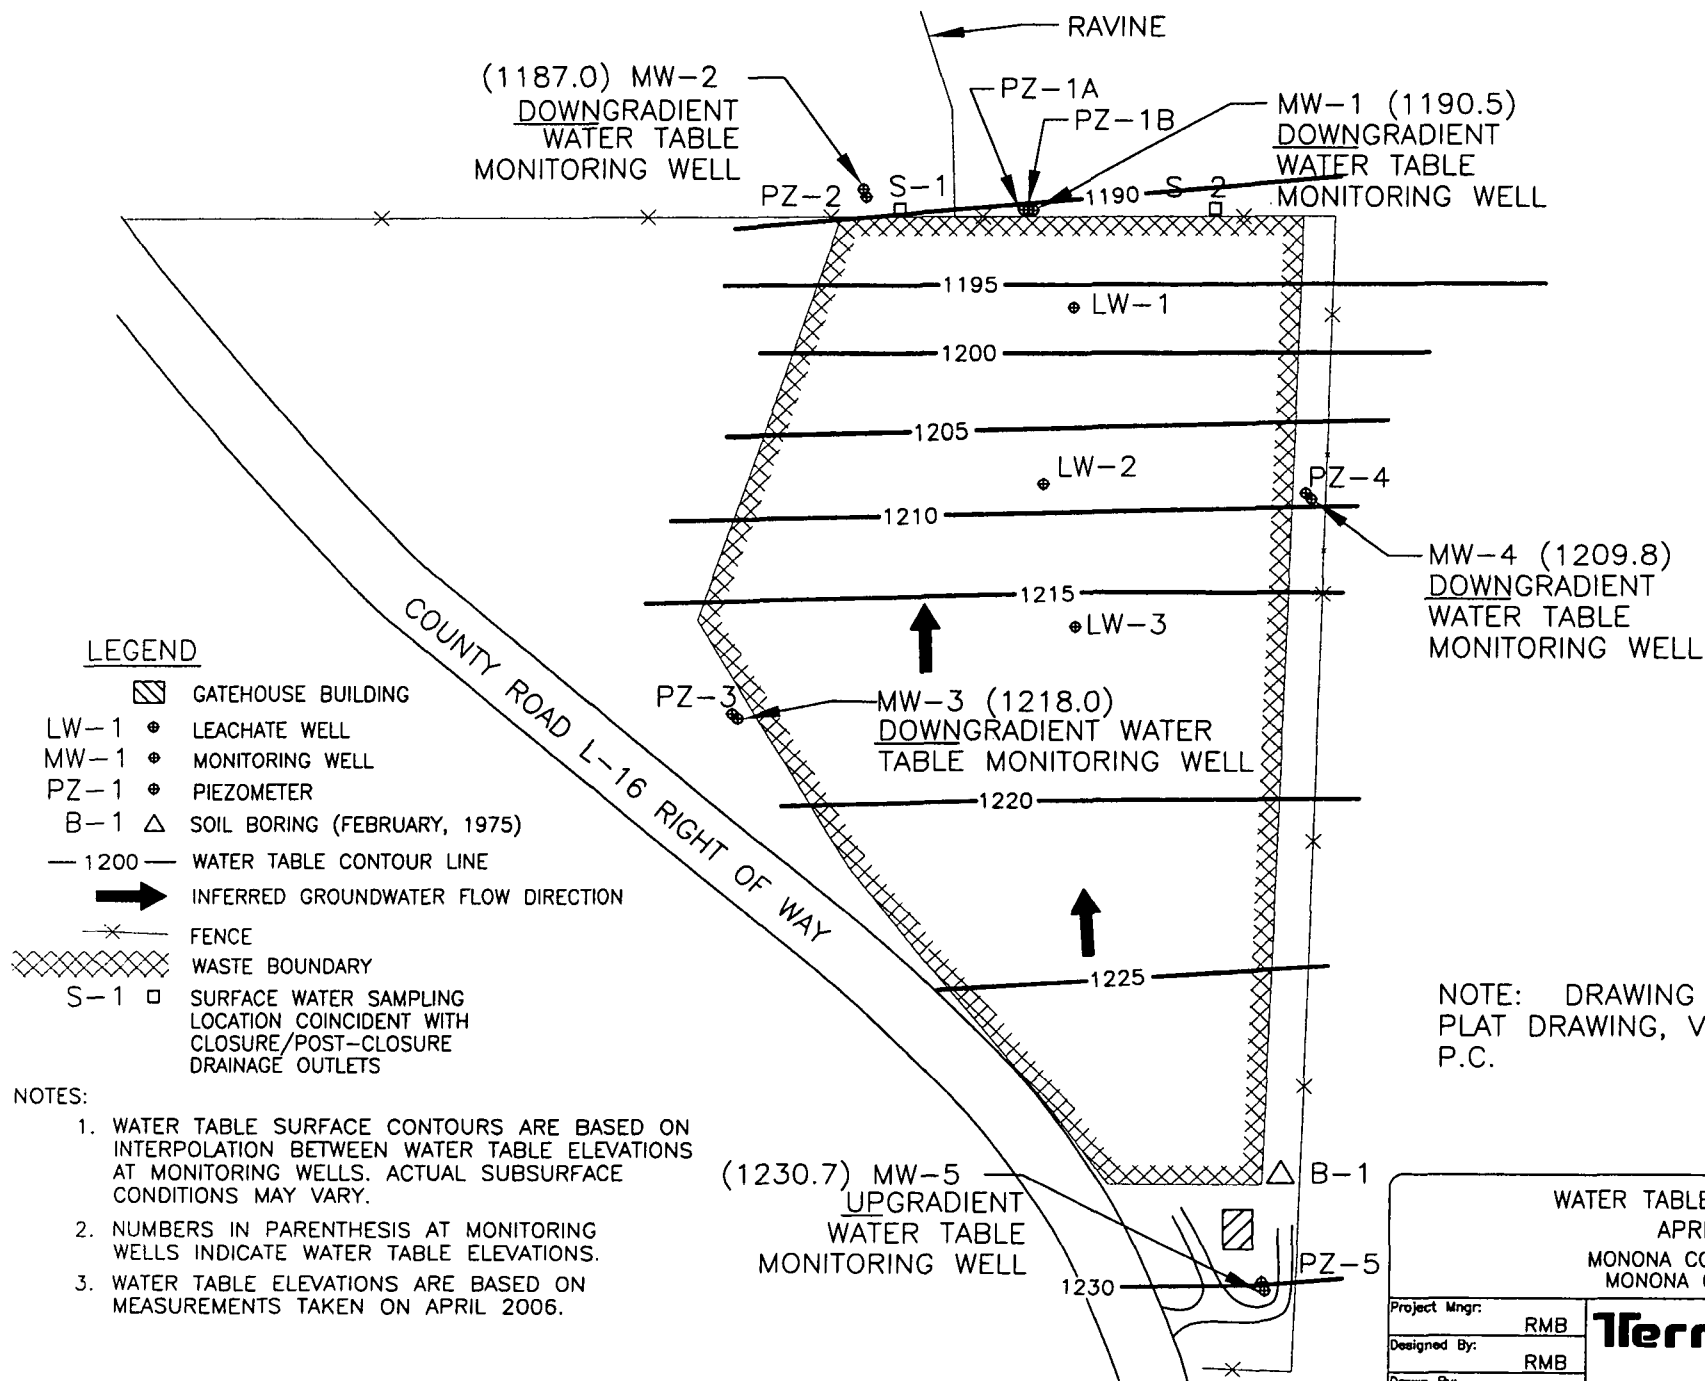 RAVINE
(1187.0) MW-2
DOWNGRADIENT
WATER TABLE
MONITORING WELL
PZ-1A
PZ-1B
MW-1 (1190.5)
DOWNGRADIENT
WATER TABLE
MONITORING WELL
PZ-2
S-1
1190
S-2
1195
LW-1
1200
1205
LW-2
PZ-4
1210
MW-4 (1209.8)
DOWNGRADIENT
WATER TABLE
MONITORING WELL
1215
LW-3
COUNTY ROAD L-16 RIGHT OF WAY
PZ-3
MW-3 (1218.0)
DOWNGRADIENT WATER
TABLE MONITORING WELL
1220
1225
LEGEND
GATEHOUSE BUILDING
LW-1 LEACHATE WELL
MW-1 MONITORING WELL
PZ-1 PIEZOMETER
B-1 SOIL BORING (FEBRUARY, 1975)
1200 WATER TABLE CONTOUR LINE
INFERRED GROUNDWATER FLOW DIRECTION
FENCE
WASTE BOUNDARY
S-1 SURFACE WATER SAMPLING
LOCATION COINCIDENT WITH
CLOSURE/POST-CLOSURE
DRAINAGE OUTLETS
NOTE: DRAWING
PLAT DRAWING, V
P.C.
NOTES:
1. WATER TABLE SURFACE CONTOURS ARE BASED ON
INTERPOLATION BETWEEN WATER TABLE ELEVATIONS
AT MONITORING WELLS. ACTUAL SUBSURFACE
CONDITIONS MAY VARY.
2. NUMBERS IN PARENTHESIS AT MONITORING
WELLS INDICATE WATER TABLE ELEVATIONS.
3. WATER TABLE ELEVATIONS ARE BASED ON
MEASUREMENTS TAKEN ON APRIL 2006.
(1230.7) MW-5
UPGRADIENT
WATER TABLE
MONITORING WELL
B-1
PZ-5
1230
WATER TABLE
APRI
MONONA CO
MONONA
Project Mngr:
RMB
Designed By:
RMB
Terr